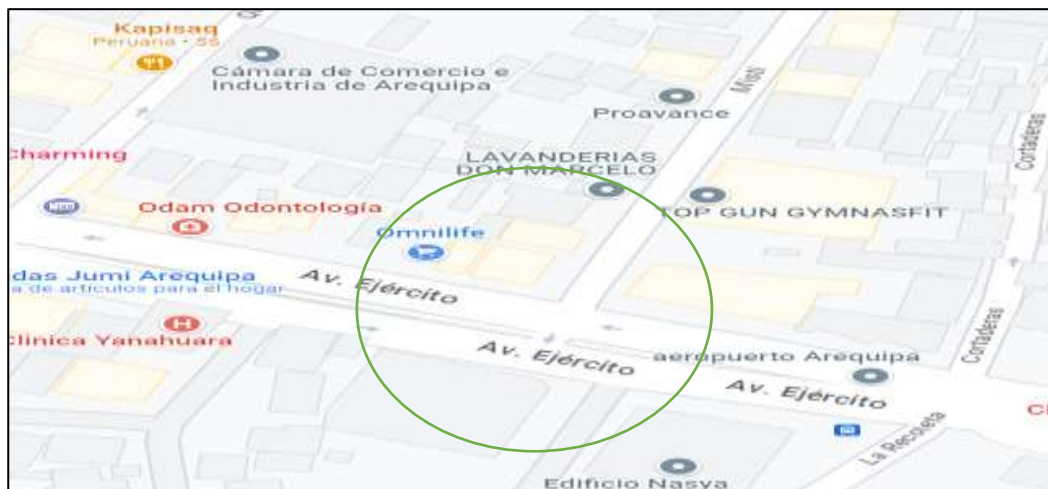 Kapisaq
Peruana
Cámara de Comercio e
Industria de Arequipa
Misti
Proavance
Cortaderas
Charming
LAVANDERIAS
DON MARCELO
Odam Odontología
TOP GUN GYMNASFIT
Omnilife
das Jumi Arequipa
a de artículos para el hogar
Av. Ejército
H
Clinica Yanahuara
Av. Ejército
aeropuerto Arequipa
Cortaderas
Av. Ejército
La Recoleta
Edificio Nasya